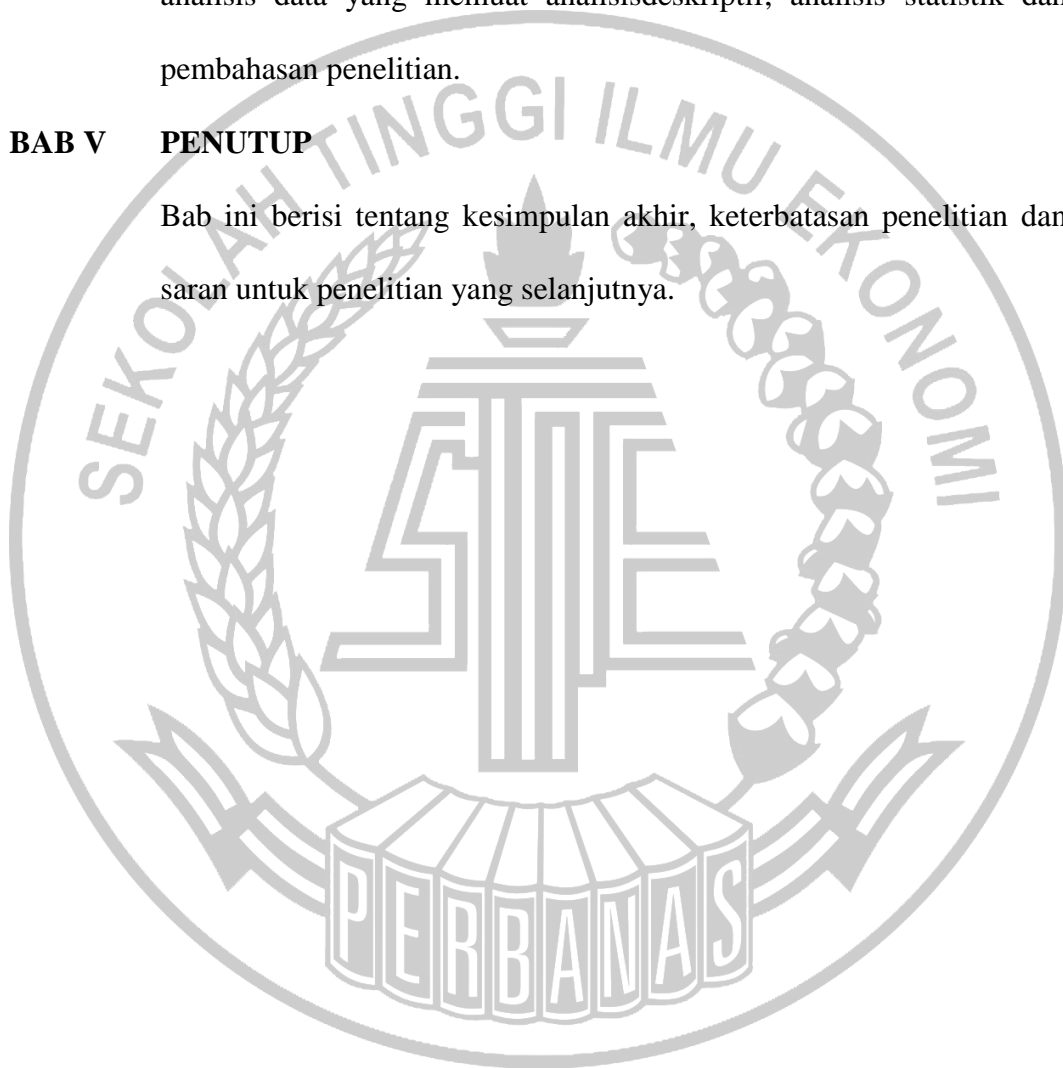 analisis data yang memuat analisisdeskriptif, analisis statistik dan
pembahasan penelitian.
BAB V PENUTUP
Bab ini berisi tentang kesimpulan akhir, keterbatasan penelitian dan
saran untuk penelitian yang selanjutnya.
SEKOLAH TINGGI ILMU EKONOMI
PERBANAS